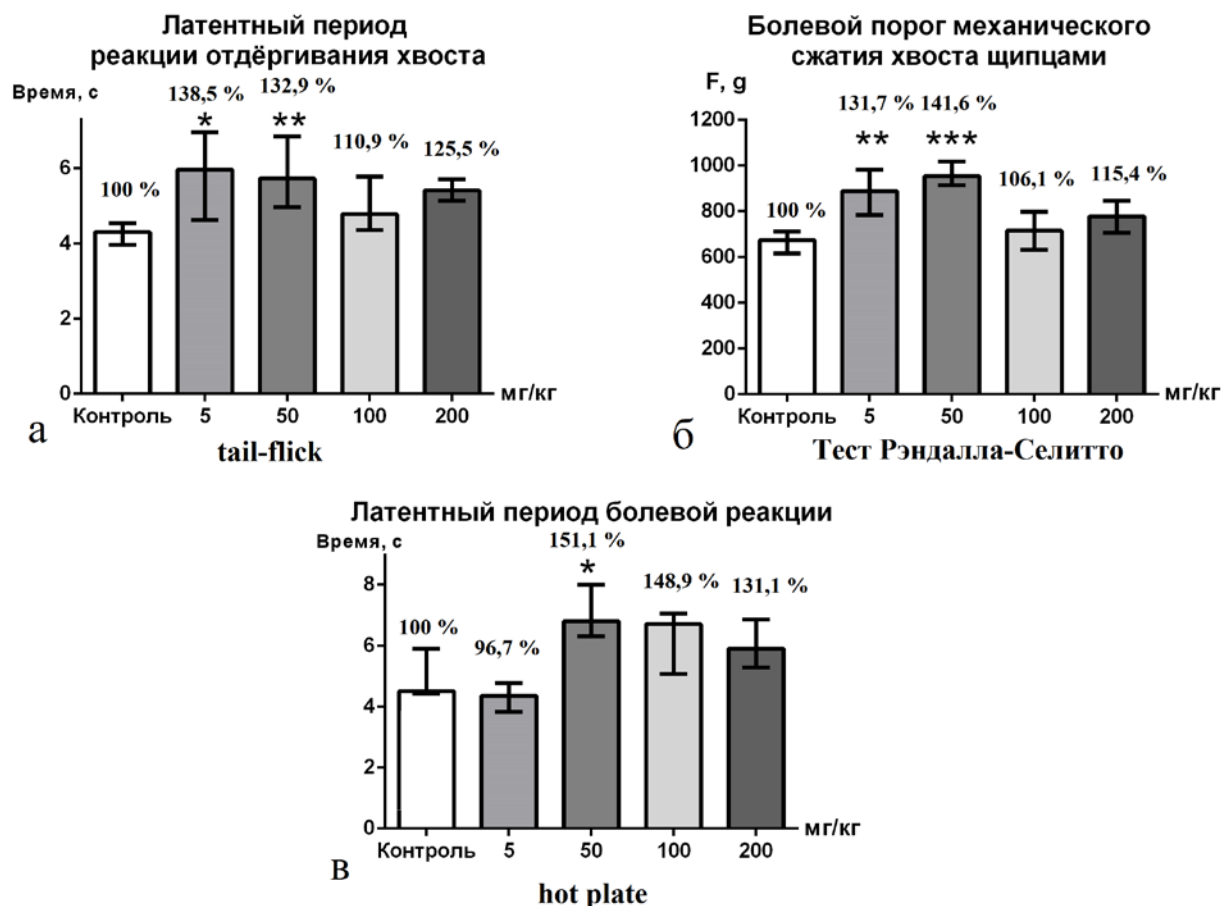 Латентный период
реакции отдёргивания хвоста
Время, с
138,5 %
132,9 %
*
**
110,9 %
125,5 %
100 %
6
4
2
0
Контроль
5
50
100
200
мг/кг
а
tail-flick
Болевой порог механического
сжатия хвоста щипцами
F, g
131,7 %
141,6 %
**
***
106,1 %
115,4 %
100 %
1200
1000
800
600
400
200
0
Контроль
5
50
100
200
мг/кг
б
Тест Рэндалла-Селитто
Латентный период болевой реакции
Время, с
151,1 %
*
148,9 %
131,1 %
100 %
96,7 %
8
6
4
2
0
Контроль
5
50
100
200
мг/кг
в
hot plate